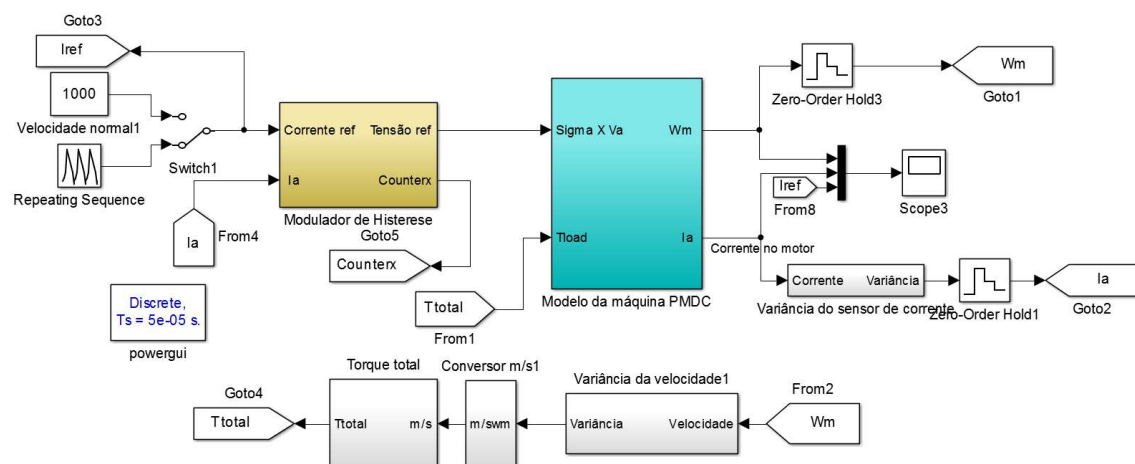 Goto3
Iref
1000
Velocidade normal1
Repeating Sequence
Switch1
Ia
From4
Corrente ref
Tensão ref
Ia
Counterx
Modulador de Histerese
Goto5
Counterx
Ttotal
From1
Sigma X Va
Wm
Tload
Ia
Modelo da máquina PMDC
Zero-Order Hold3
Wm
Goto1
Iref
From8
Scope3
Corrente no motor
Corrente
Variância
Variância do sensor de corrente
Zero-Order Hold1
Ia
Goto2
Discrete,
Ts = 5e-05 s.
powergui
Goto4
Ttotal
Torque total
Ttotal
m/s
Conversor m/s1
m/swm
Variância da velocidade1
Variância
Velocidade
From2
Wm